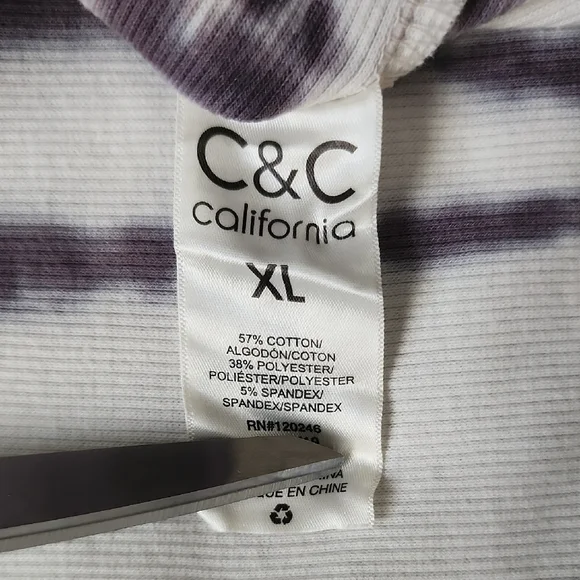 C&C
california
XL
57% COTTON/
ALGODÓN/COTON
38% POLYESTER/
POLIÉSTER/POLYESTER
5% SPANDEX/
SPANDEX/SPANDEX
RN#120246
EN CHINE